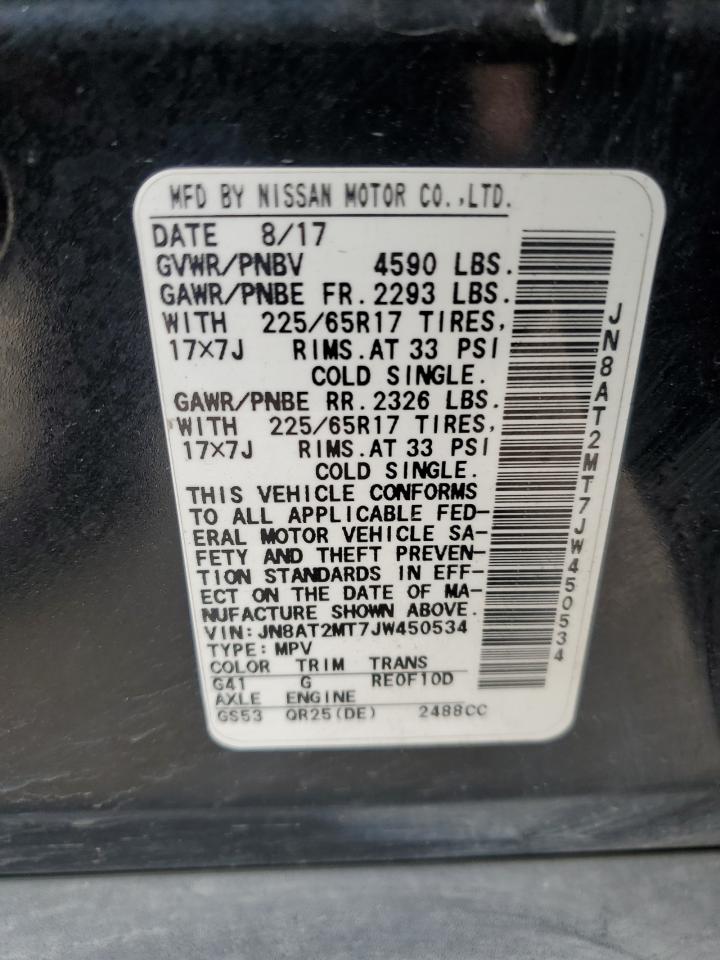 MFD BY NISSAN MOTOR CO.,LTD.
DATE 8/17
GVWR/PNBV 4590 LBS.
GAWR/PNBE FR. 2293 LBS.
WITH 225/65R17 TIRES,
17X7J RIMS. AT 33 PSI
COLD SINGLE.
GAWR/PNBE RR. 2326 LBS.
WITH 225/65R17 TIRES,
17X7J RIMS. AT 33 PSI
COLD SINGLE.
THIS VEHICLE CONFORMS
TO ALL APPLICABLE FED-
ERAL MOTOR VEHICLE SA-
FETY AND THEFT PREVEN-
TION STANDARDS IN EFF-
ECT ON THE DATE OF MA-
NUFACTURE SHOWN ABOVE.
VIN: JN8AT2MT7JW450534
TYPE: MPV
COLOR TRIM TRANS
G41 G RE0F10D
AXLE ENGINE
GS53 QR25(DE) 2488CC
JN8AT2MT7JW450534